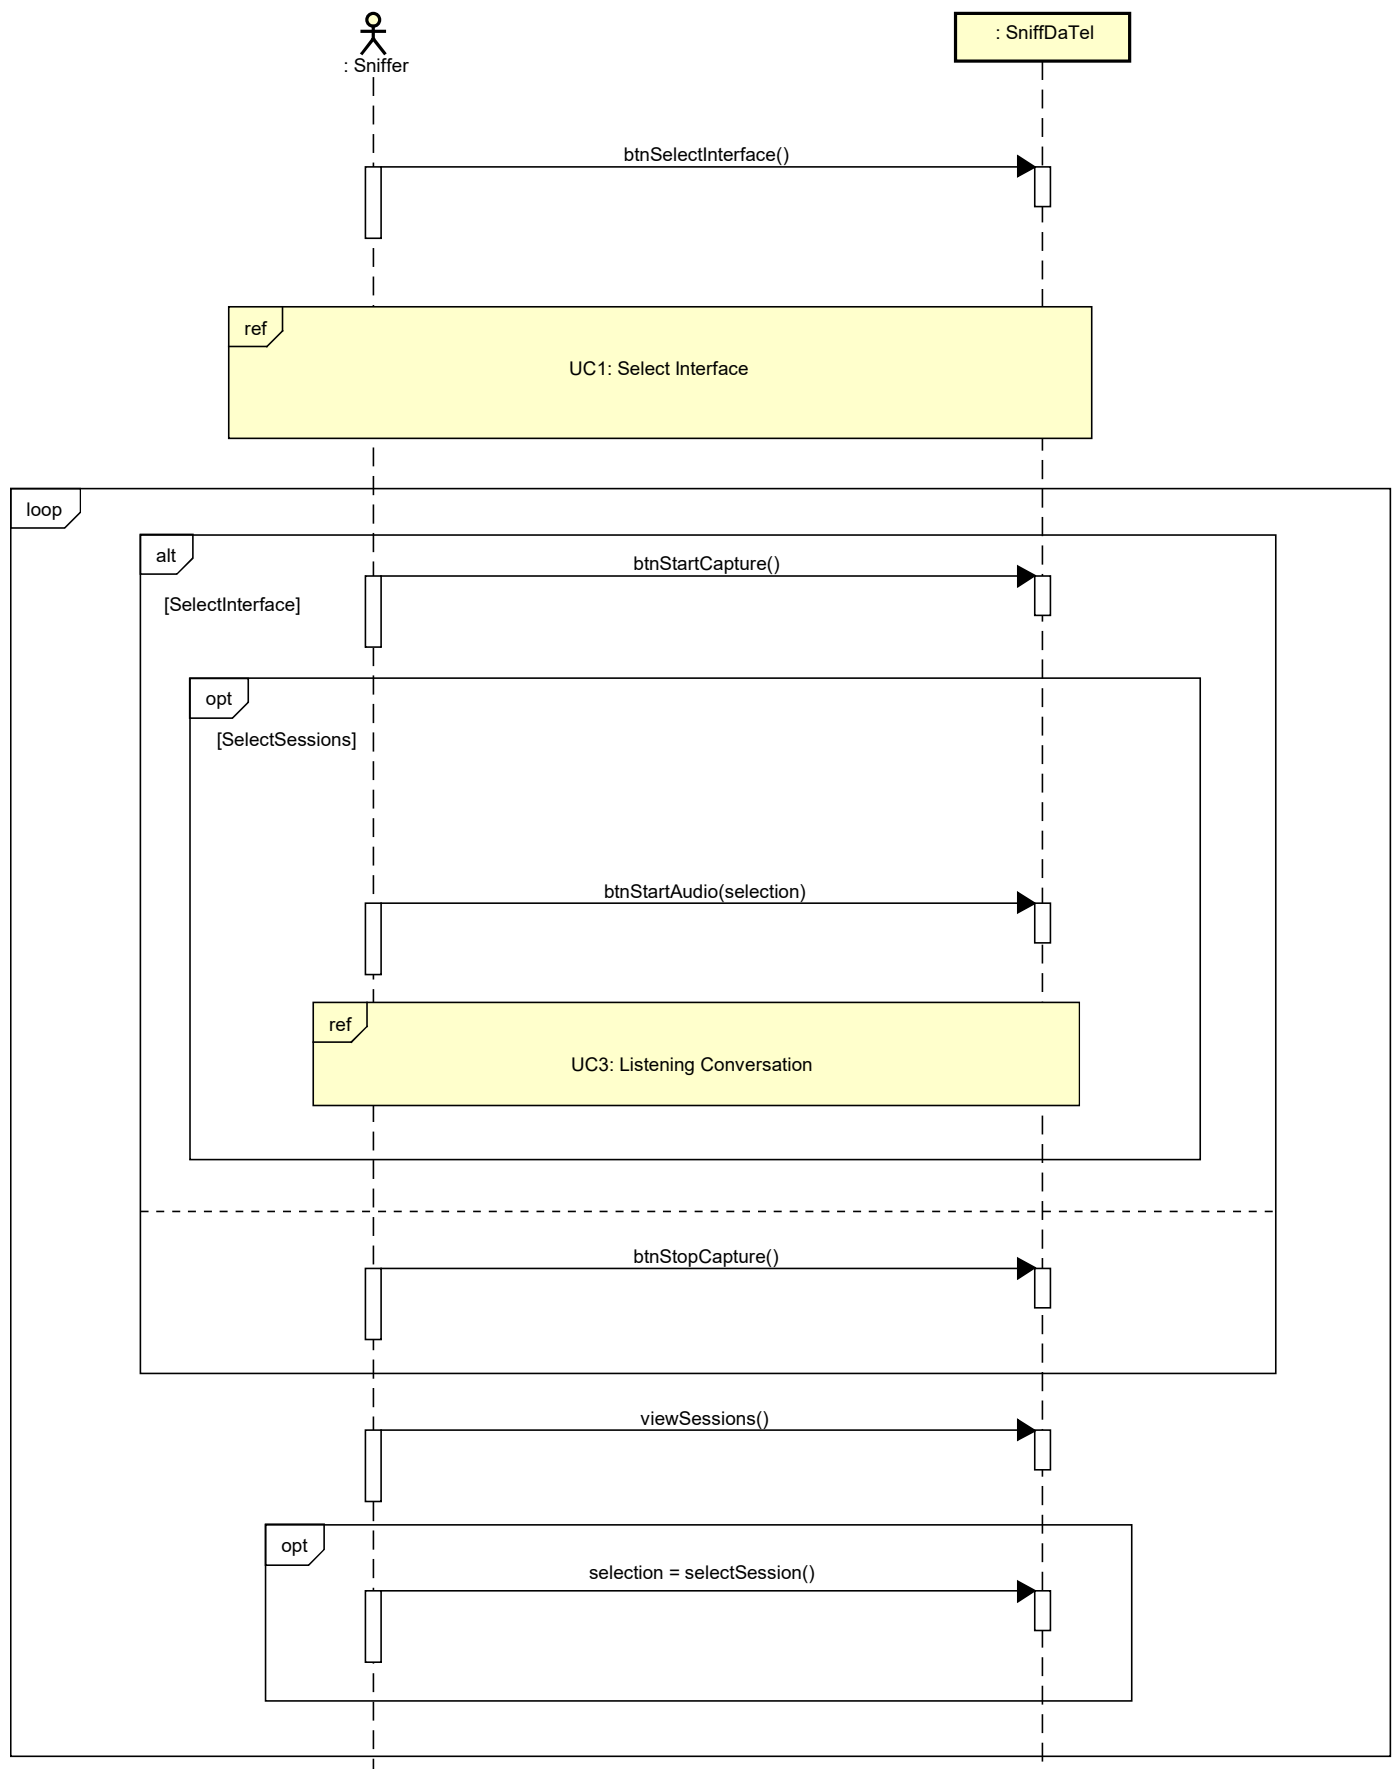 : Sniffer
: SniffDaTel
btnSelectInterface()
ref
UC1: Select Interface
loop
alt
btnStartCapture()
[SelectInterface]
opt
[SelectSessions]
btnStartAudio(selection)
ref
UC3: Listening Conversation
btnStopCapture()
viewSessions()
opt
selection = selectSession()